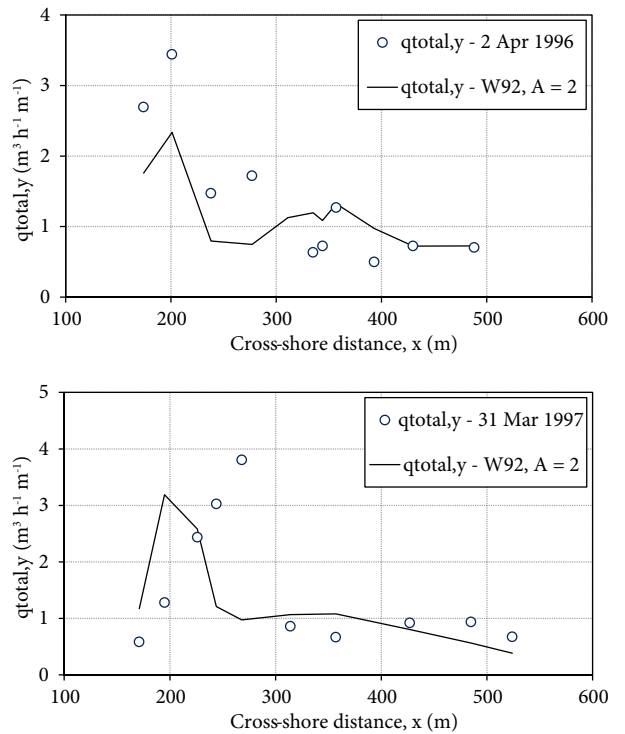 4
3
2
1
0
qtotal,y (m³ h⁻¹ m⁻¹)
qtotal,y - 2 Apr 1996
qtotal,y - W92, A = 2
100 200 300 400 500 600
Cross-shore distance, x (m)
5
4
3
2
1
0
qtotal,y (m³ h⁻¹ m⁻¹)
qtotal,y - 31 Mar 1997
qtotal,y - W92, A = 2
100 200 300 400 500 600
Cross-shore distance, x (m)